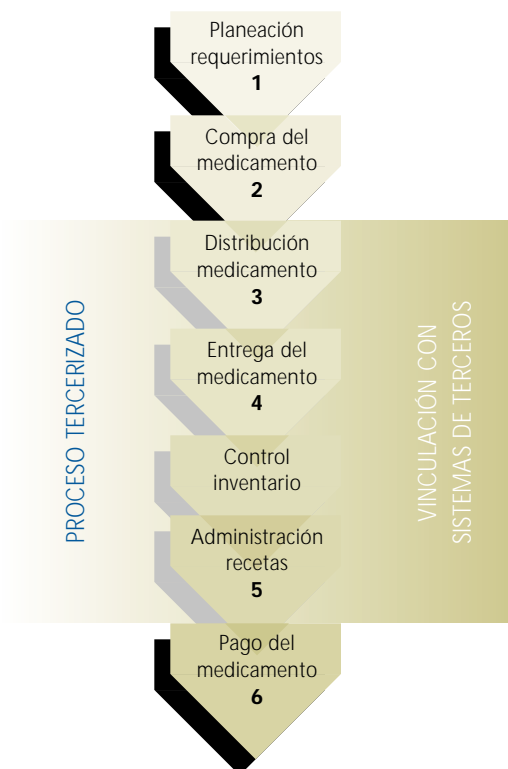 Planeación
requerimientos
1
Compra del
medicamento
2
Distribución
medicamento
3
Entrega del
medicamento
4
Control
inventario
Administración
recetas
5
Pago del
medicamento
6
PROCESO TERCERIZADO
VINCULACIÓN CON
SISTEMAS DE TERCEROS